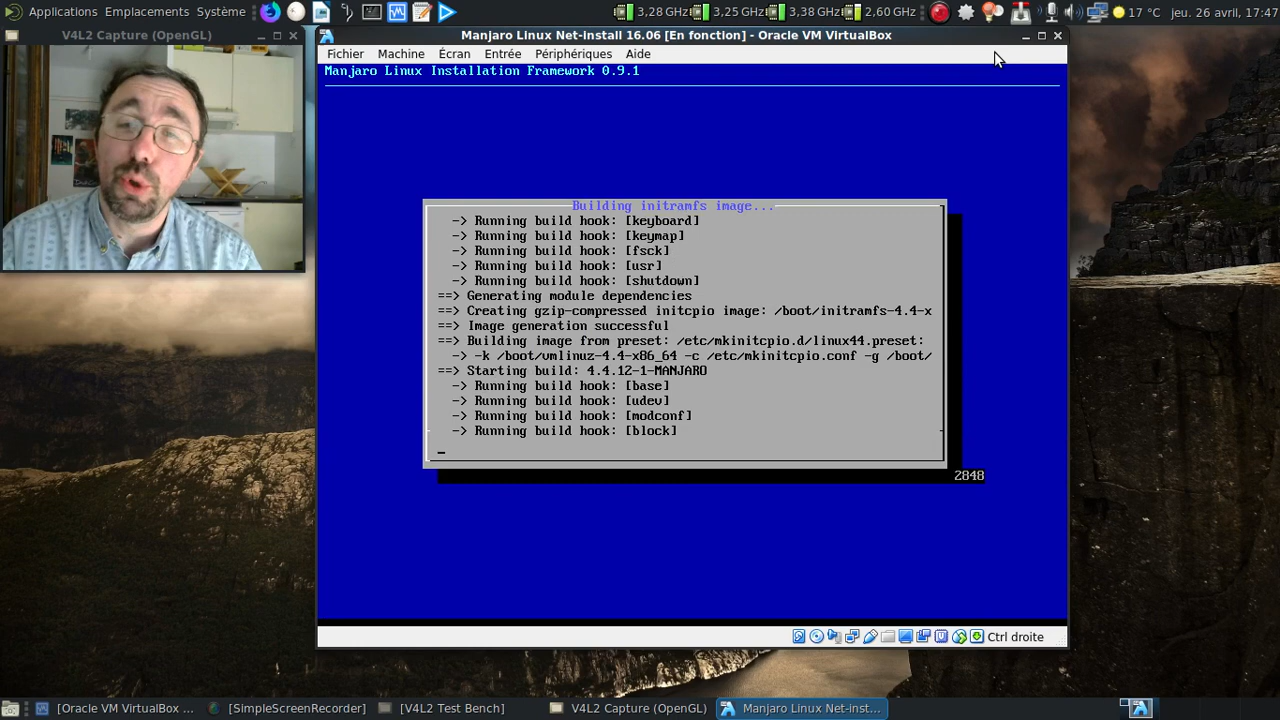 Applications Emplacements Système 3,28 GHz 3,25 GHz 3,38 GHz 2,60 GHz 17 °C jeu. 26 avril, 17:47
V4L2 Capture (OpenGL)
Manjaro Linux Net-install 16.06 [En fonction] - Oracle VM VirtualBox
Fichier Machine Écran Entrée Périphériques Aide
Manjaro Linux Installation Framework 0.9.1
Building initramfs image...
-> Running build hook: [keyboard]
-> Running build hook: [keymap]
-> Running build hook: [fsck]
-> Running build hook: [usr]
-> Running build hook: [shutdown]
==> Generating module dependencies
==> Creating gzip-compressed initcpio image: /boot/initramfs-4.4-x
==> Image generation successful
==> Building image from preset: /etc/mkinitcpio.d/linux44.preset:
-> -k /boot/vmlinuz-4.4-x86_64 -c /etc/mkinitcpio.conf -g /boot/
==> Starting build: 4.4.12-1-MANJARO
-> Running build hook: [base]
-> Running build hook: [udev]
-> Running build hook: [modconf]
-> Running build hook: [block]
2848
Ctrl droite
[Oracle VM VirtualBox ... [SimpleScreenRecorder] [V4L2 Test Bench] V4L2 Capture (OpenGL) Manjaro Linux Net-inst...